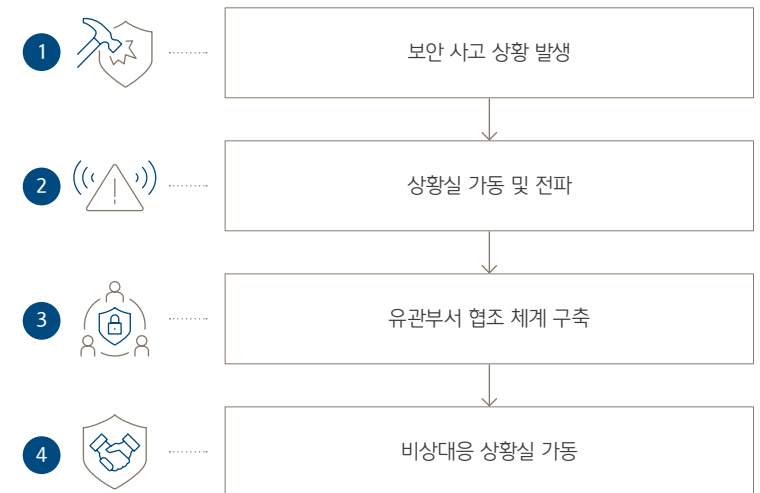 1
보안 사고 상황 발생
2
상황실 가동 및 전파
3
유관부서 협조 체계 구축
4
비상대응 상황실 가동